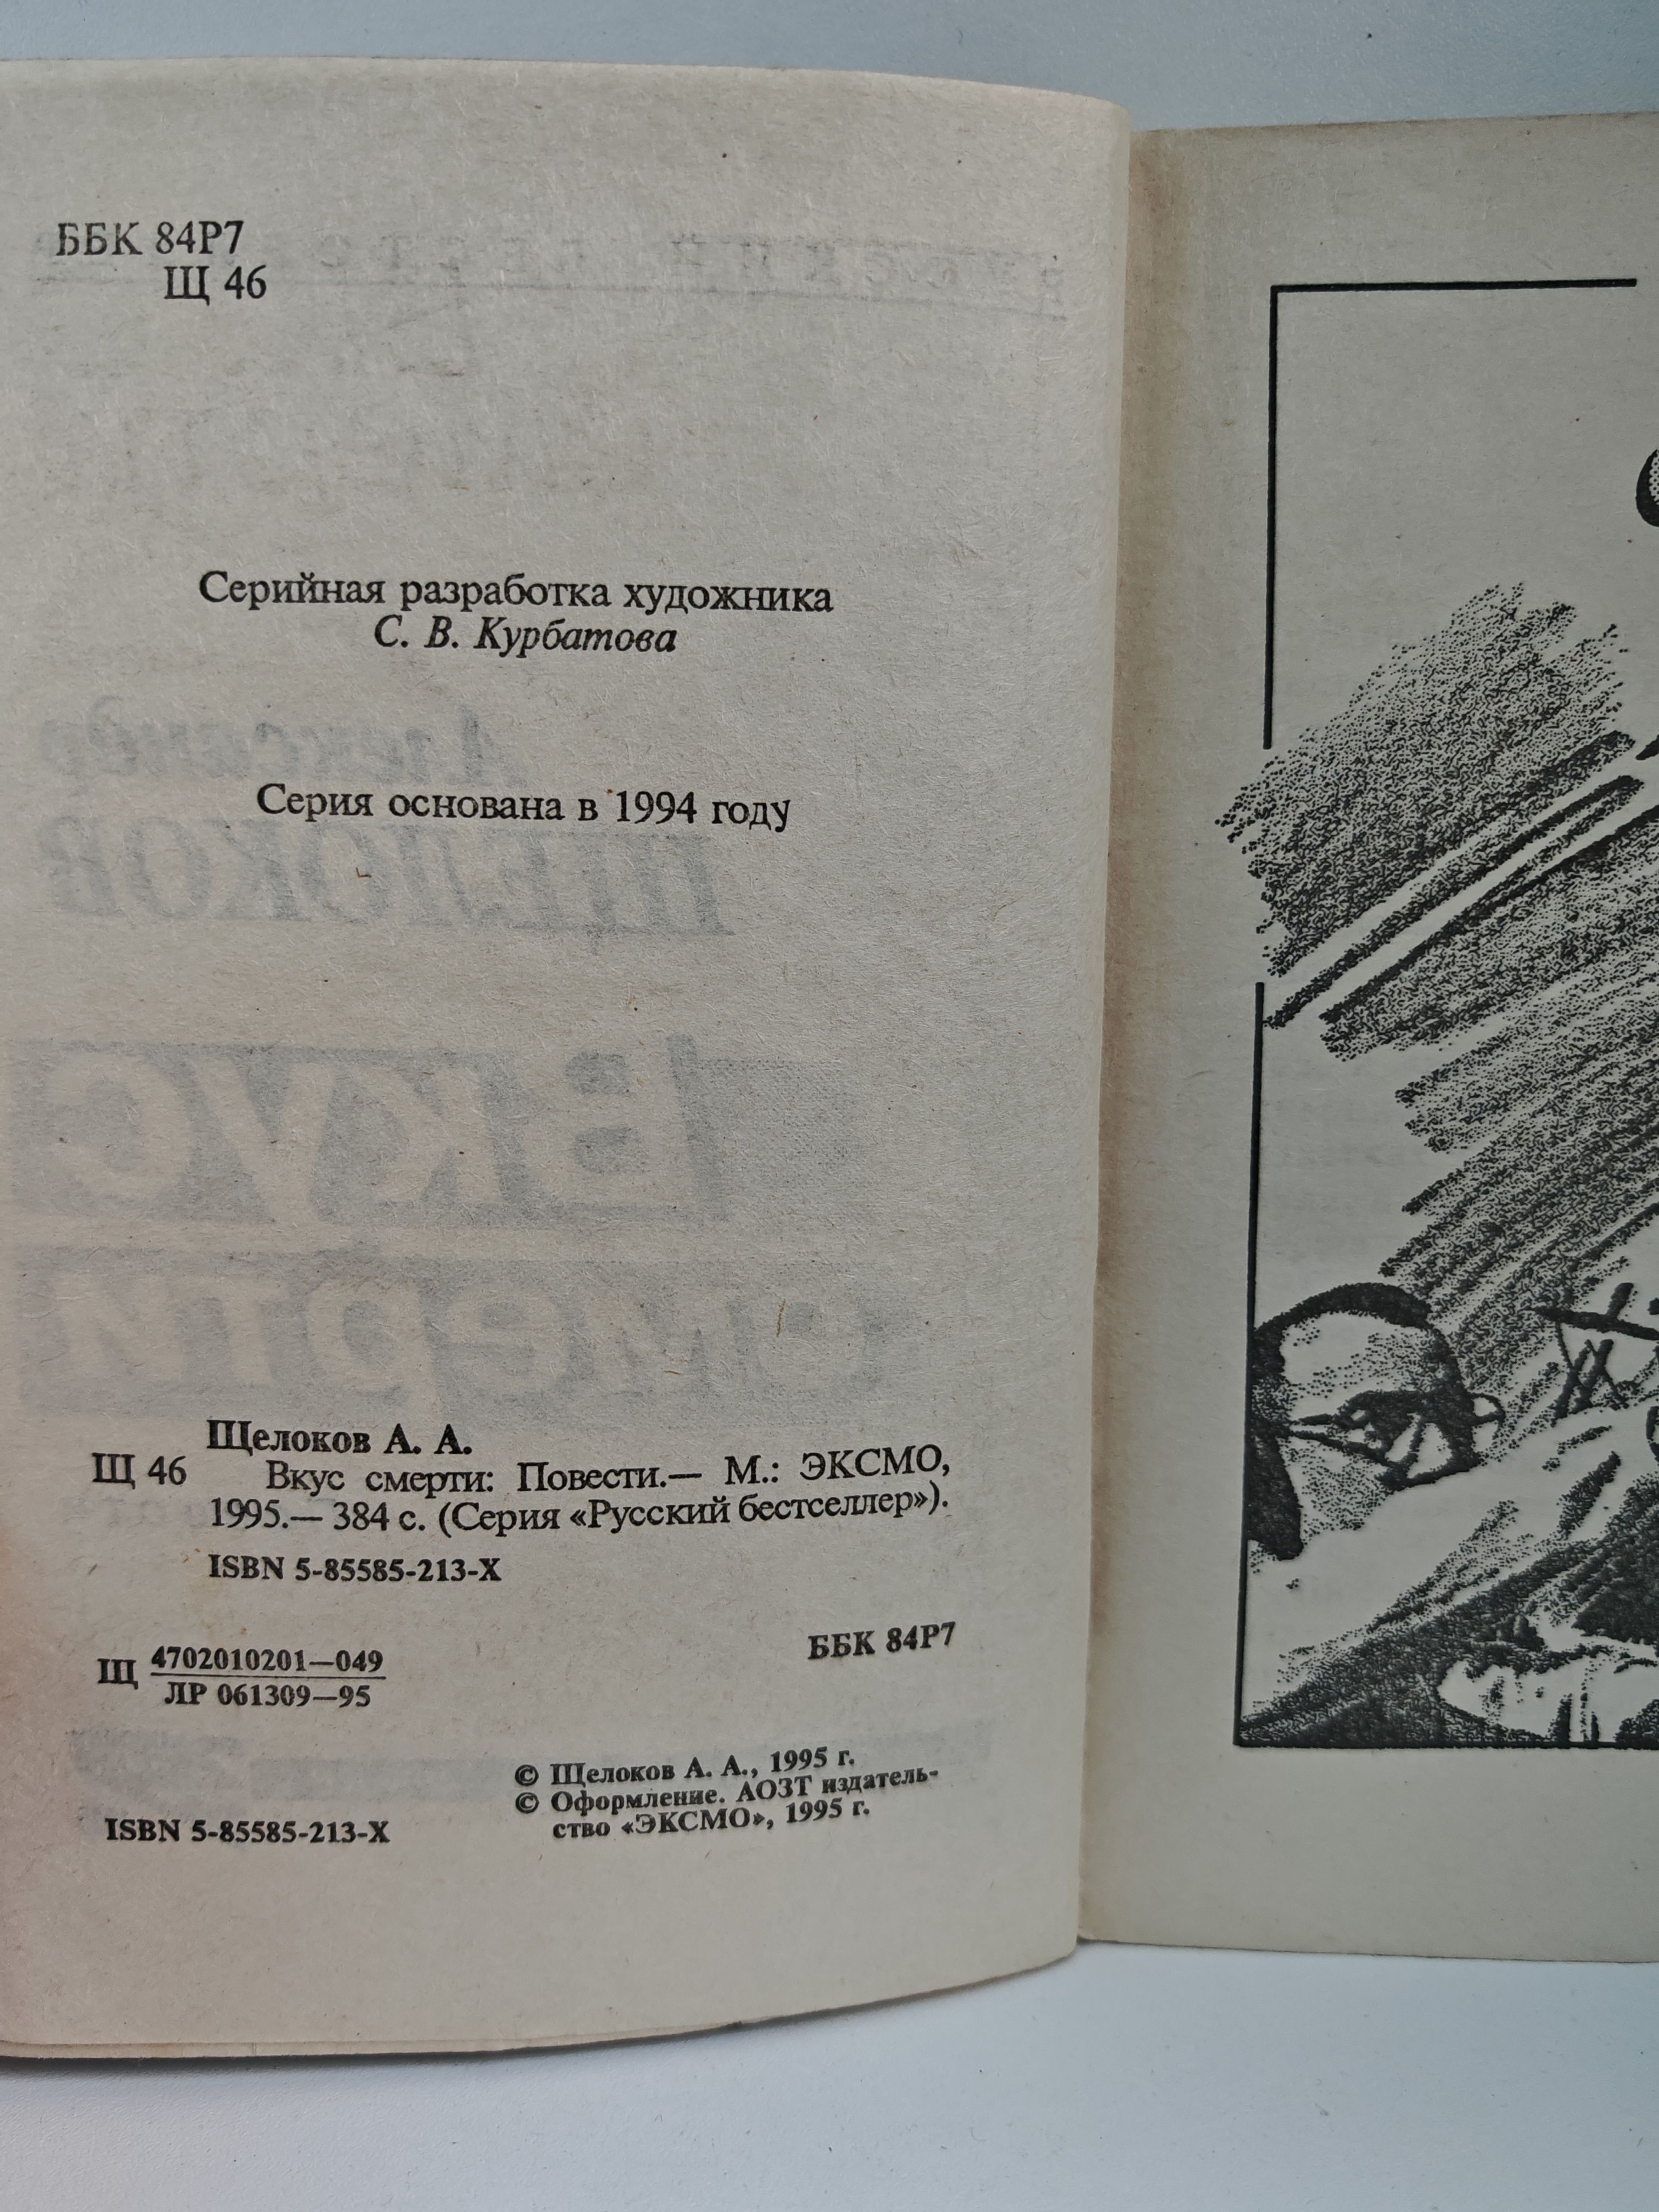 ББК 84Р7
Щ 46
Серийная разработка художника
С. В. Курбатова
Серия основана в 1994 году
Щелоков А. А.
Щ 46 Вкус смерти: Повести.— М.: ЭКСМО,
1995.— 384 с. (Серия «Русский бестселлер»).
ISBN 5-85585-213-X
Щ 4702010201—049
ЛР 061309—95
ББК 84Р7
© Щелоков А. А., 1995 г.
© Оформление. АОЗТ издатель-
ство «ЭКСМО», 1995 г.
ISBN 5-85585-213-X